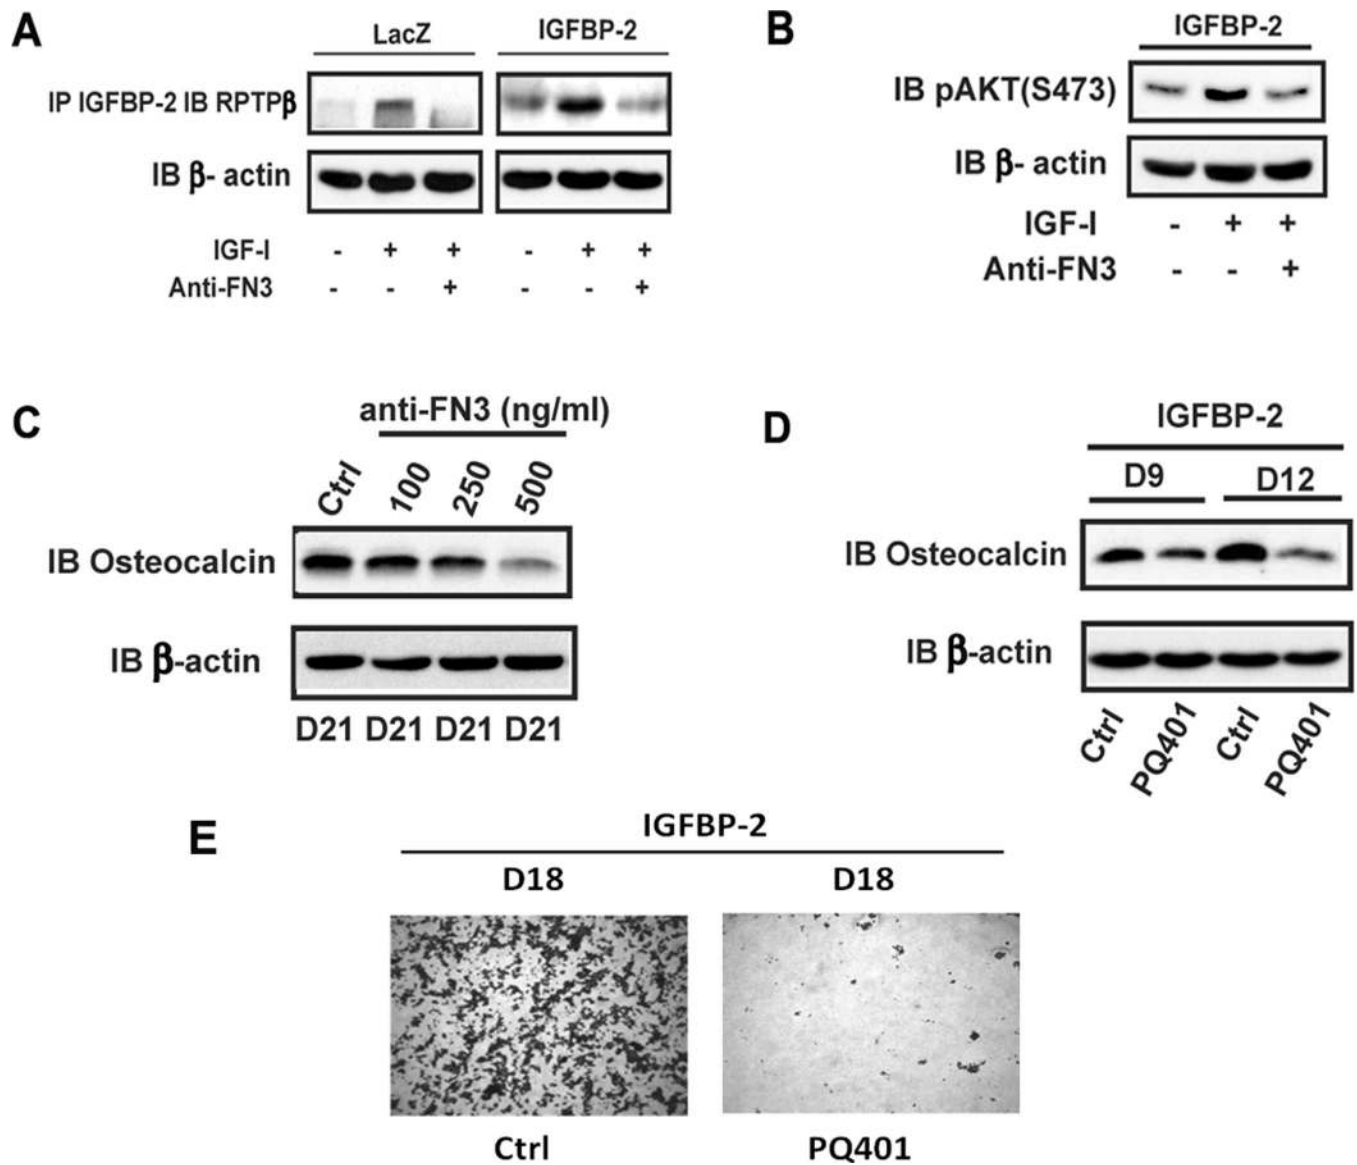 A
LacZ
IGFBP-2
IP IGFBP-2 IB RPTPβ
IB β- actin
IGF-I - + + - + +
Anti-FN3 - - + - - +
B
IGFBP-2
IB pAKT(S473)
IB β- actin
IGF-I - + +
Anti-FN3 - - +
C
anti-FN3 (ng/ml)
Ctrl 100 250 500
IB Osteocalcin
IB β-actin
D21 D21 D21 D21
D
IGFBP-2
D9 D12
IB Osteocalcin
IB β-actin
Ctrl PQ401 Ctrl PQ401
E
IGFBP-2
D18 D18
Ctrl PQ401